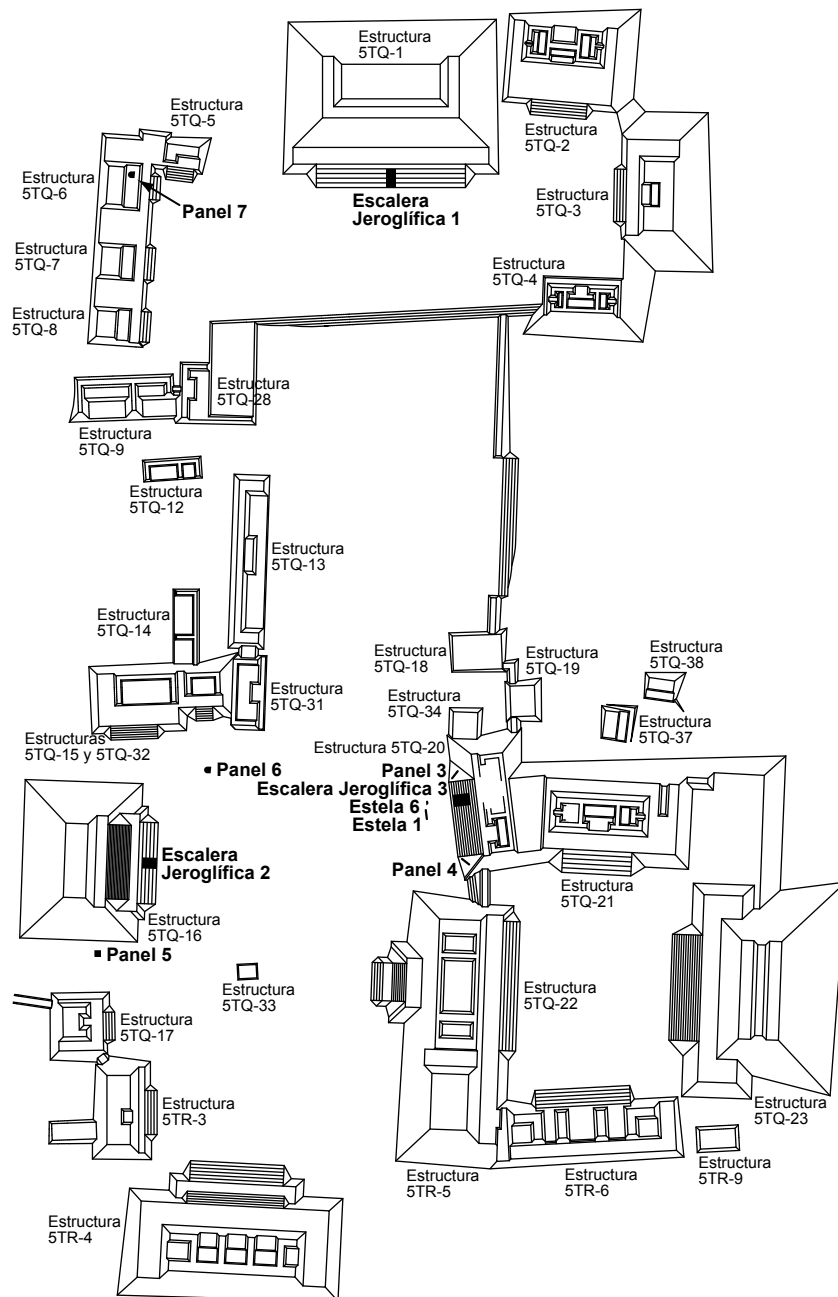 Estructura
5TQ-1
Estructura
5TQ-5
Estructura
5TQ-2
Estructura
5TQ-6
Panel 7
Escalera
Jeroglífica 1
Estructura
5TQ-3
Estructura
5TQ-7
Estructura
5TQ-4
Estructura
5TQ-8
Estructura
5TQ-28
Estructura
5TQ-9
Estructura
5TQ-12
Estructura
5TQ-13
Estructura
5TQ-14
Estructura
5TQ-18
Estructura
5TQ-19
Estructura
5TQ-38
Estructura
5TQ-31
Estructura
5TQ-34
Estructura
5TQ-37
Estructuras
5TQ-15 y 5TQ-32
Estructura 5TQ-20
Panel 6
Panel 3
Escalera Jeroglífica 3
Estela 6
Estela 1
Escalera
Jeroglífica 2
Panel 4
Estructura
5TQ-21
Estructura
5TQ-16
Panel 5
Estructura
5TQ-33
Estructura
5TQ-22
Estructura
5TQ-17
Estructura
5TR-3
Estructura
5TQ-23
Estructura
5TR-5
Estructura
5TR-6
Estructura
5TR-9
Estructura
5TR-4